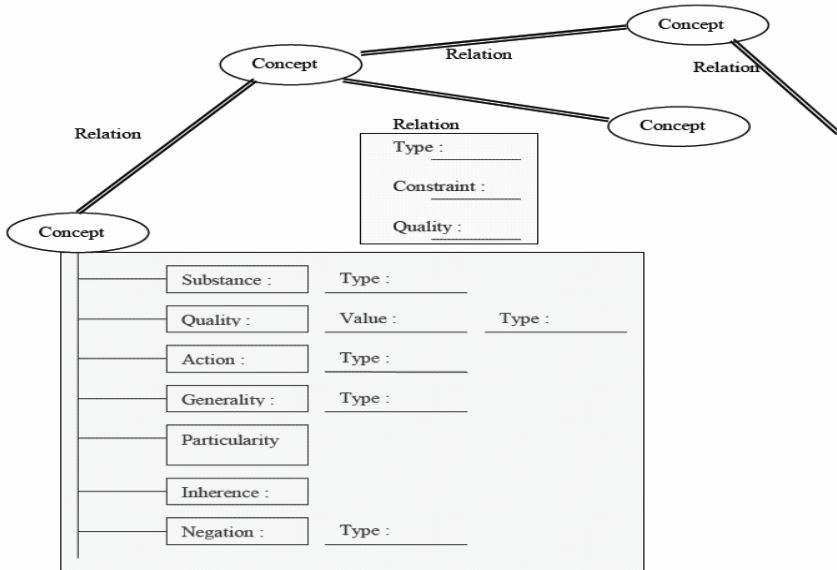 Concept
Relation
Concept
Relation
Relation
Concept
Relation
Type :
Constraint :
Quality :
Concept
Substance : Type :
Quality : Value : Type :
Action : Type :
Generality : Type :
Particularity
Inherence :
Negation : Type :